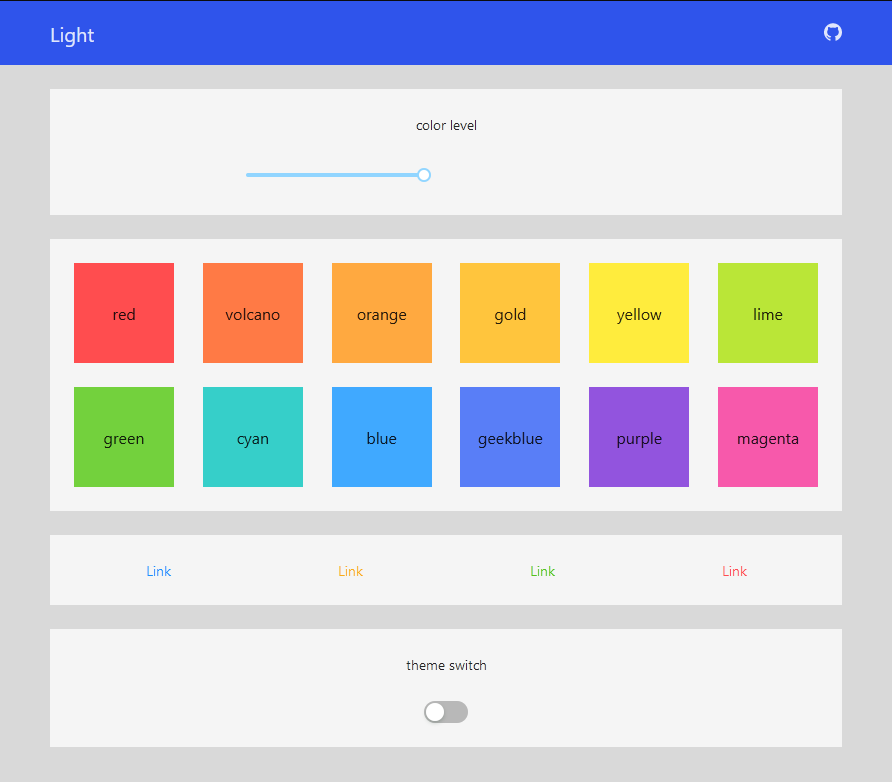 Light
color level
red volcano orange gold yellow lime
green cyan blue geekblue purple magenta
Link Link Link Link
theme switch